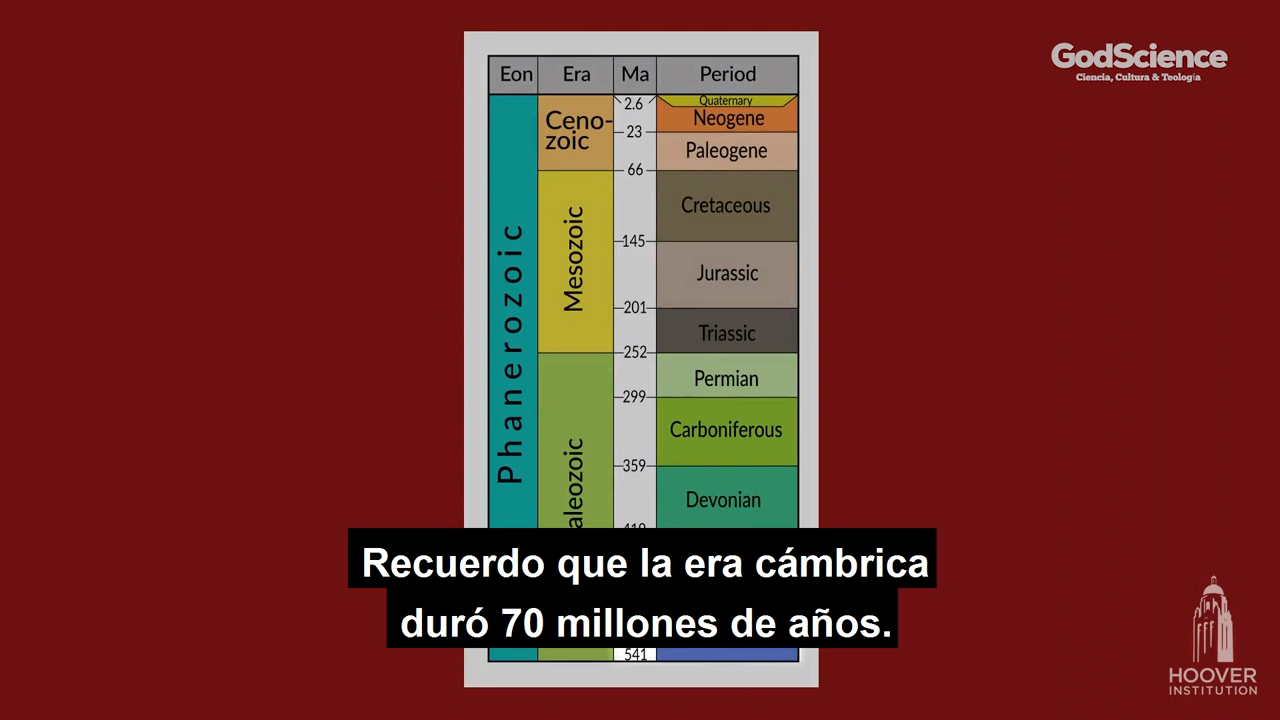 GodScience
Ciencia, Cultura & Teología
Eon Era Ma Period
Phanerozoic
Ceno-
zoic
Mesozoic
aleozoic
2.6
23
66
145
201
252
299
359
541
Quaternary
Neogene
Paleogene
Cretaceous
Jurassic
Triassic
Permian
Carboniferous
Devonian
Recuerdo que la era cámbrica
duró 70 millones de años.
HOOVER
INSTITUTION